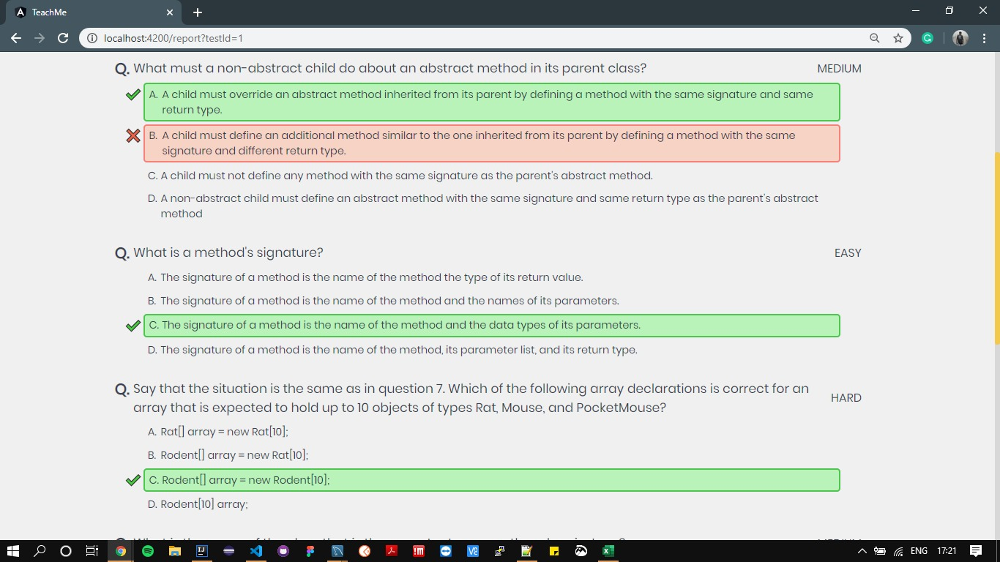 TeachMe
localhost:4200/report?testId=1
Q. What must a non-abstract child do about an abstract method in its parent class? MEDIUM
A. A child must override an abstract method inherited from its parent by defining a method with the same signature and same
return type.
B. A child must define an additional method similar to the one inherited from its parent by defining a method with the same
signature and different return type.
C. A child must not define any method with the same signature as the parent's abstract method.
D. A non-abstract child must define an abstract method with the same signature and same return type as the parent's abstract
method
Q. What is a method's signature? EASY
A. The signature of a method is the name of the method the type of its return value.
B. The signature of a method is the name of the method and the names of its parameters.
C. The signature of a method is the name of the method and the data types of its parameters.
D. The signature of a method is the name of the method, its parameter list, and its return type.
Q. Say that the situation is the same as in question 7. Which of the following array declarations is correct for an
array that is expected to hold up to 10 objects of types Rat, Mouse, and PocketMouse? HARD
A. Rat[] array = new Rat[10];
B. Rodent[] array = new Rat[10];
C. Rodent[] array = new Rodent[10];
D. Rodent[10] array;
ENG 17:21